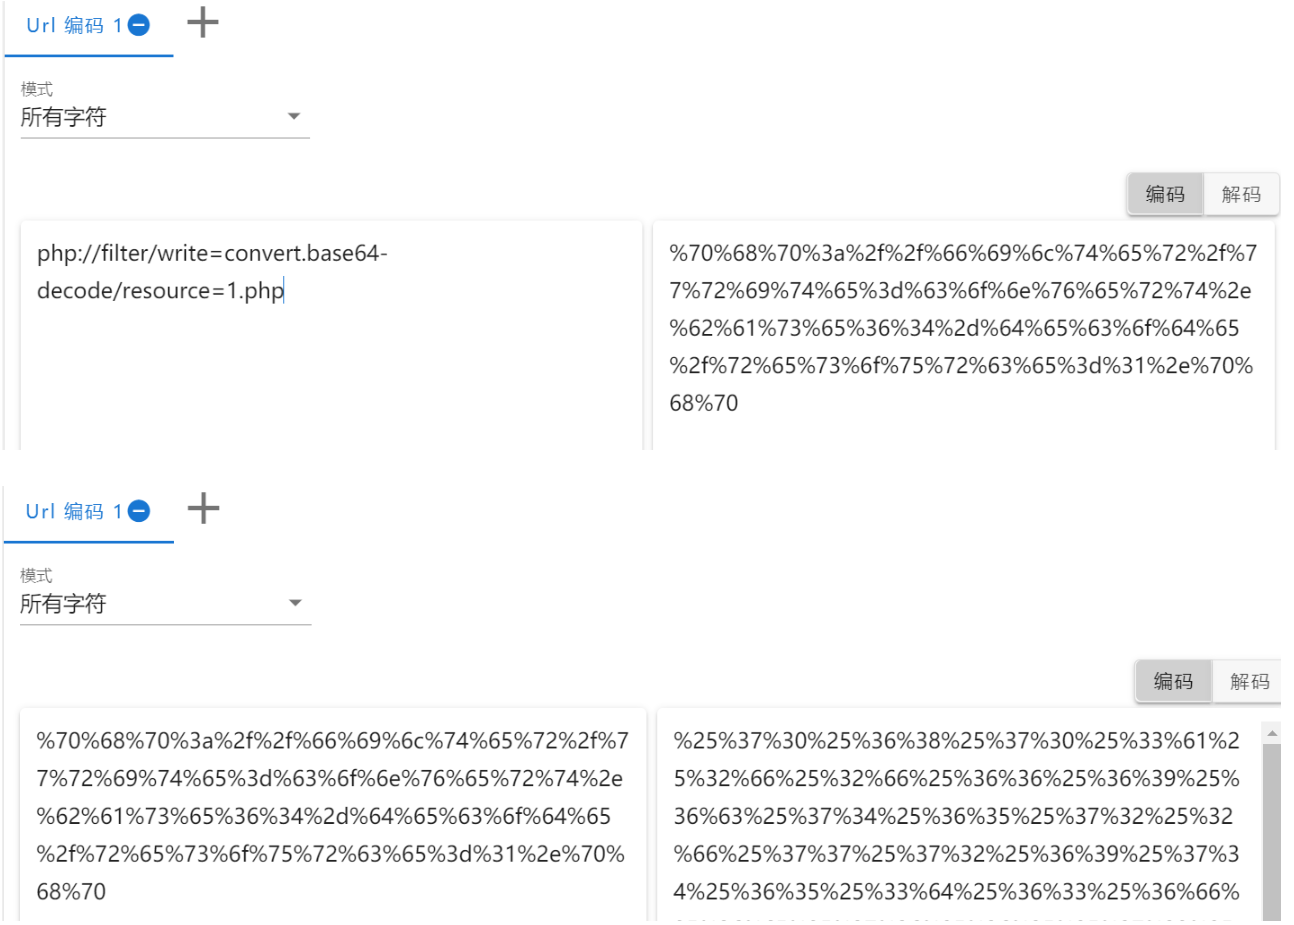 Url 编码 1
模式
所有字符
编码 解码
php://filter/write=convert.base64-
decode/resource=1.php
%70%68%70%3a%2f%2f%66%69%6c%74%65%72%2f%7
7%72%69%74%65%3d%63%6f%6e%76%65%72%74%2e
%62%61%73%65%36%34%2d%64%65%63%6f%64%65
%2f%72%65%73%6f%75%72%63%65%3d%31%2e%70%
68%70
Url 编码 1
模式
所有字符
编码 解码
%70%68%70%3a%2f%2f%66%69%6c%74%65%72%2f%7
7%72%69%74%65%3d%63%6f%6e%76%65%72%74%2e
%62%61%73%65%36%34%2d%64%65%63%6f%64%65
%2f%72%65%73%6f%75%72%63%65%3d%31%2e%70%
68%70
%25%37%30%25%36%38%25%37%30%25%33%61%2
5%32%66%25%32%66%25%36%36%25%36%39%25%
36%63%25%37%34%25%36%35%25%37%32%25%32
%66%25%37%37%25%37%32%25%36%39%25%37%3
4%25%36%35%25%33%64%25%36%33%25%36%66%